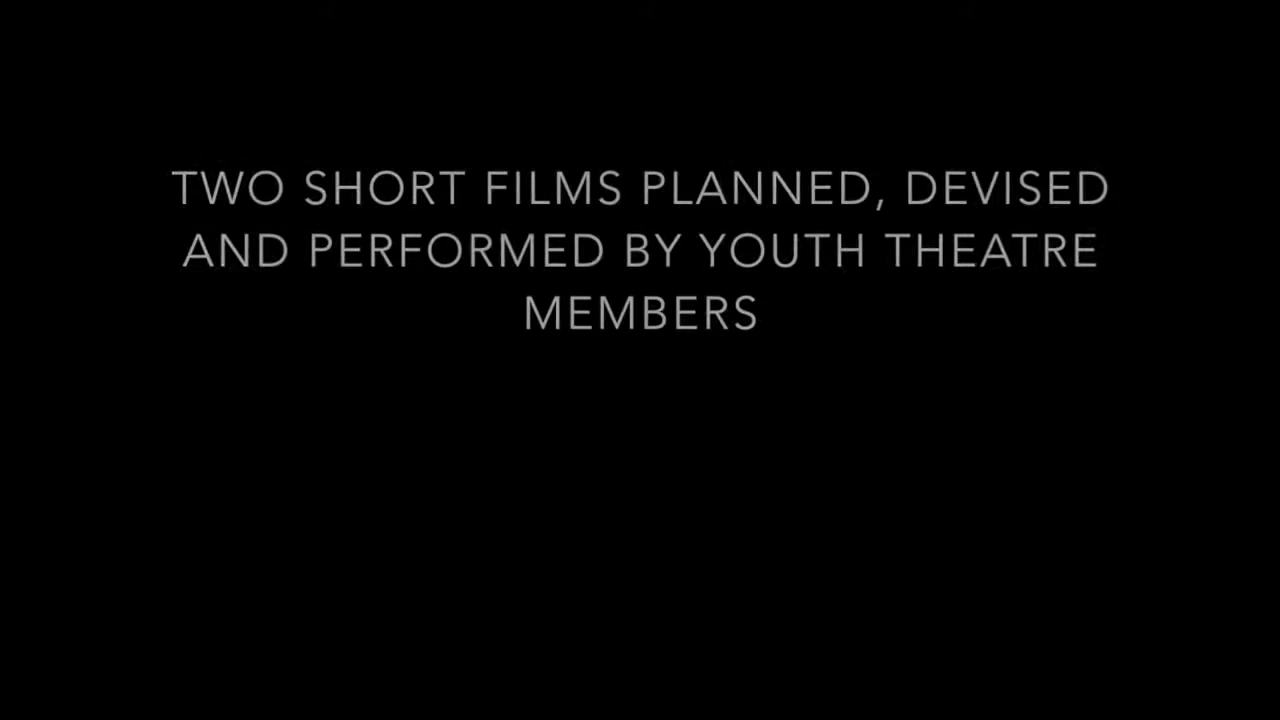 TWO SHORT FILMS PLANNED, DEVISED
AND PERFORMED BY YOUTH THEATRE
MEMBERS